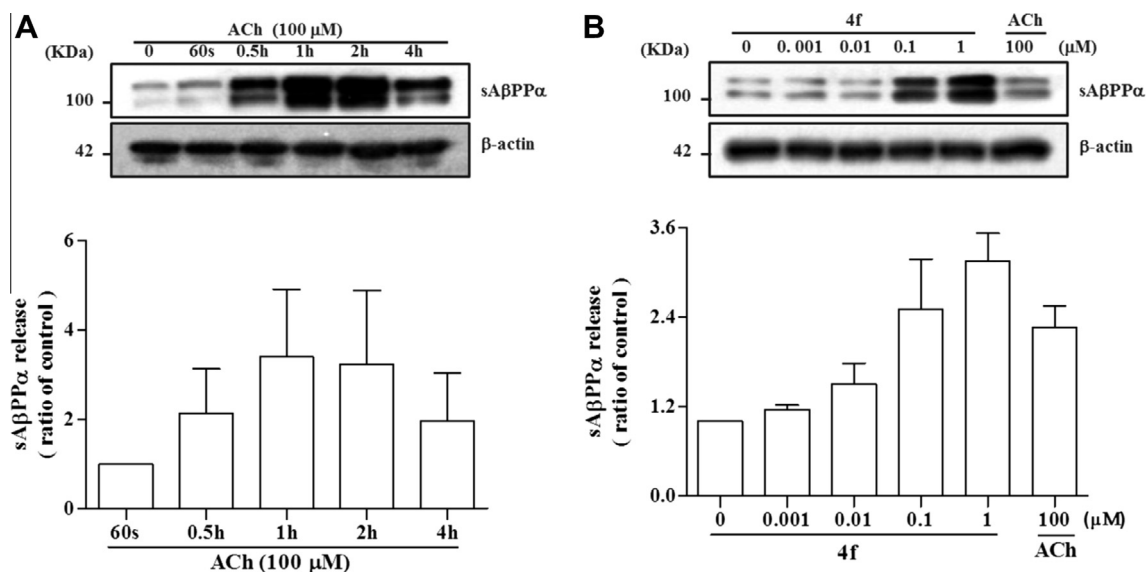 A
ACh (100 μM)
(KDa) 0 60s 0.5h 1h 2h 4h
100 sAβPPα
42 β-actin
6
4
2
0
sAβPPα release
( ratio of control )
60s 0.5h 1h 2h 4h
ACh (100 μM)
B
4f ACh
(KDa) 0 0. 001 0.01 0.1 1 100 (μM)
100 sAβPPα
42 β-actin
3.6
2.4
1.2
0.0
sAβPPα release
( ratio of control )
0 0.001 0.01 0.1 1 100 (μM)
4f ACh